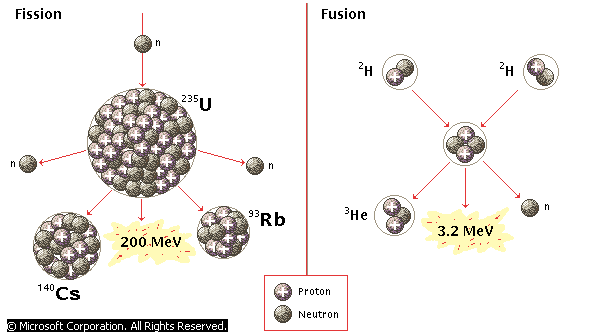 Fission
n
²³⁵U
n
n
⁹³Rb
200 MeV
¹⁴⁰Cs
Fusion
²H
²H
³He
3.2 MeV
n
Proton
Neutron
© Microsoft Corporation. All Rights Reserved.